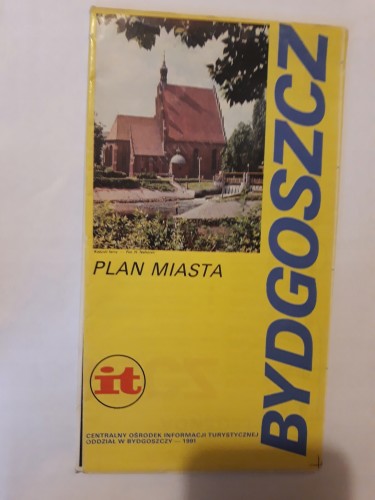 BYDGOSZCZ
PLAN MIASTA
it
CENTRALNY OŚRODEK INFORMACJI TURYSTYCZNEJ
ODDZIAŁ W BYDGOSZCZY — 1981